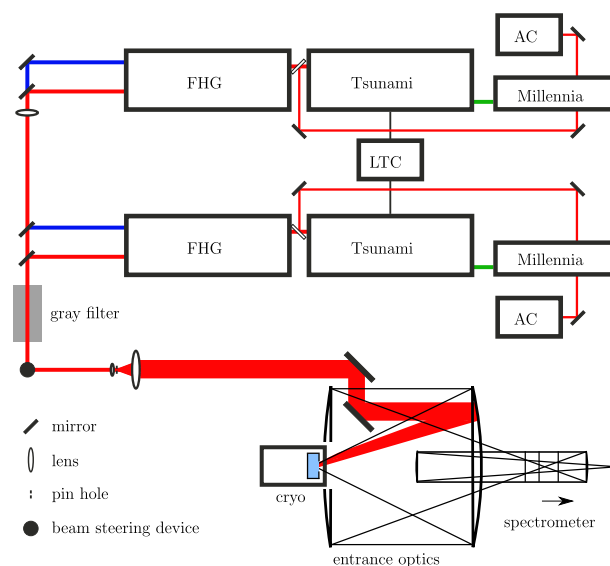 AC
FHG
Tsunami
Millennia
LTC
FHG
Tsunami
Millennia
AC
gray filter
mirror
lens
pin hole
beam steering device
cryo
spectrometer
entrance optics